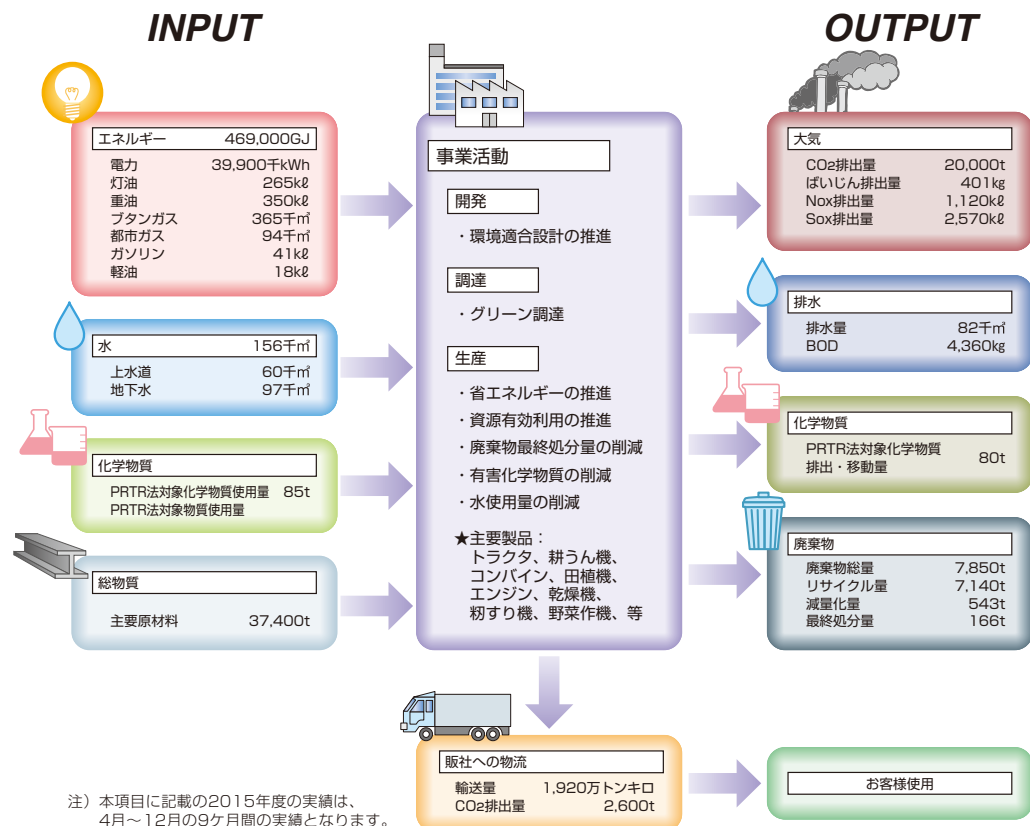 INPUT
OUTPUT
エネルギー 469,000GJ
電力 39,900千kWh
灯油 265kℓ
重油 350kℓ
ブタンガス 365千㎥
都市ガス 94千㎥
ガソリン 41kℓ
軽油 18kℓ
水 156千㎥
上水道 60千㎥
地下水 97千㎥
化学物質
PRTR法対象化学物質使用量 85t
PRTR法対象物質使用量
総物質
主要原材料 37,400t
事業活動
開発
・環境適合設計の推進
調達
・グリーン調達
生産
・省エネルギーの推進
・資源有効利用の推進
・廃棄物最終処分量の削減
・有害化学物質の削減
・水使用量の削減
★主要製品：
トラクタ、耕うん機、
コンバイン、田植機、
エンジン、乾燥機、
籾すり機、野菜作機、等
大気
CO2排出量 20,000t
ばいじん排出量 401kg
Nox排出量 1,120kℓ
Sox排出量 2,570kℓ
排水
排水量 82千㎥
BOD 4,360kg
化学物質
PRTR法対象化学物質
排出・移動量 80t
廃棄物
廃棄物総量 7,850t
リサイクル量 7,140t
減量化量 543t
最終処分量 166t
販社への物流
輸送量 1,920万トンキロ
CO2排出量 2,600t
お客様使用
注）本項目に記載の2015年度の実績は、
4月～12月の9ケ月間の実績となります。